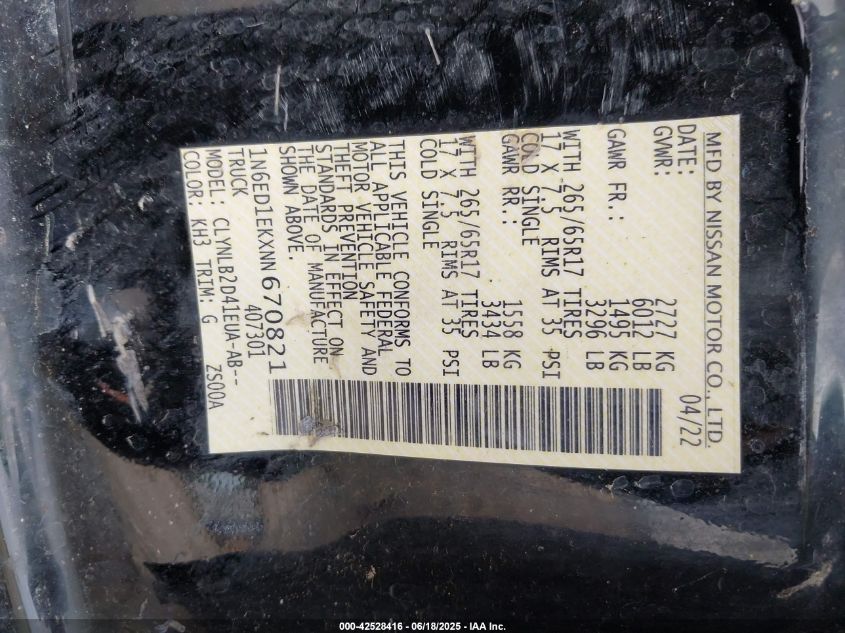 MFD BY NISSAN MOTOR CO., LTD.
DATE: 04/22
GVWR: 2727 KG
6012 LB
GAWR FR.: 1495 KG
3296 LB
WITH 265/65R17 TIRES
17 X 7.5 RIMS AT 35 PSI
COLD SINGLE
GAWR RR.: 1558 KG
3434 LB
WITH 265/65R17 TIRES
17 X 7.5 RIMS AT 35 PSI
COLD SINGLE
THIS VEHICLE CONFORMS TO
ALL APPLICABLE FEDERAL
MOTOR VEHICLE SAFETY AND
THEFT PREVENTION
STANDARDS IN EFFECT ON
THE DATE OF MANUFACTURE
SHOWN ABOVE.
1N6ED1EKXNN670821
TRUCK 407301
MODEL: CLYNLB2D41EUA-AB--
COLOR: KH3 TRIM: G ZS00A
000-42528416 - 06/18/2025 - IAA Inc.